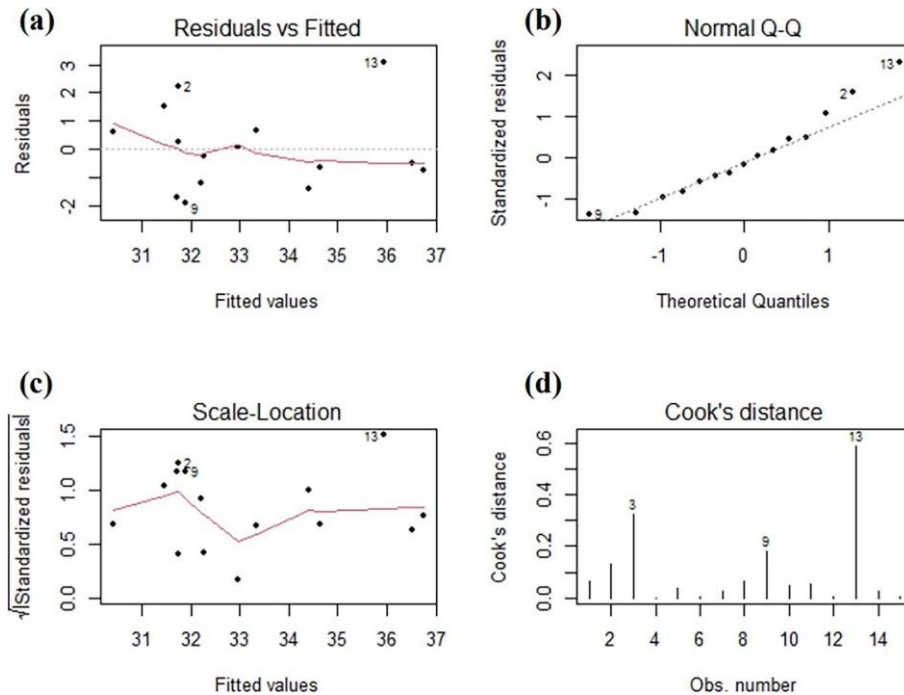 (a)
Residuals vs Fitted
Residuals
3
2
1
0
-2
13
2
9
31 32 33 34 35 36 37
Fitted values
(b)
Normal Q-Q
Standardized residuals
2
1
0
-1
13
2
9
-1 0 1
Theoretical Quantiles
(c)
Scale-Location
√|Standardized residuals|
1.5
1.0
0.5
0.0
13
2
9
31 32 33 34 35 36 37
Fitted values
(d)
Cook's distance
Cook's distance
0.6
0.4
0.2
0.0
13
3
9
2 4 6 8 10 12 14
Obs. number